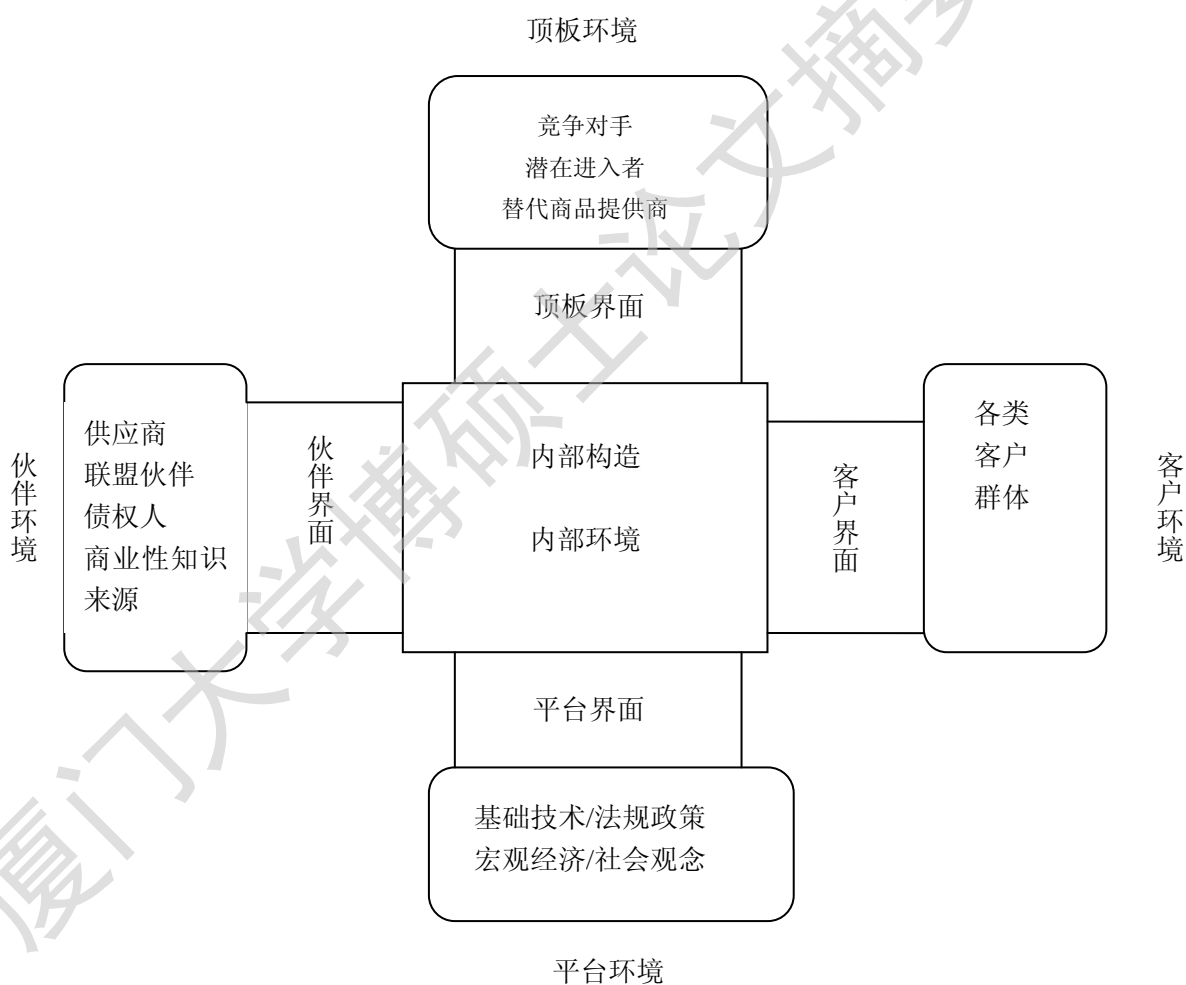 顶板环境
竞争对手
潜在进入者
替代商品提供商
顶板界面
伙伴环境
供应商
联盟伙伴
债权人
商业性知识
来源
伙伴界面
内部构造
内部环境
客户界面
各类
客户
群体
客户环境
平台界面
基础技术/法规政策
宏观经济/社会观念
平台环境
厦门大学博硕士论文摘要